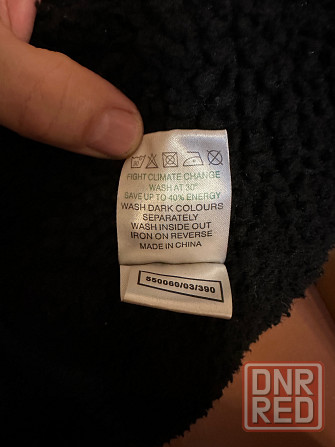 FIGHT CLIMATE CHANGE
WASH AT 30°
SAVE UP TO 40% ENERGY
WASH DARK COLOURS
SEPARATELY
WASH INSIDE OUT
IRON ON REVERSE
MADE IN CHINA
550060/03/390
DNR
RED